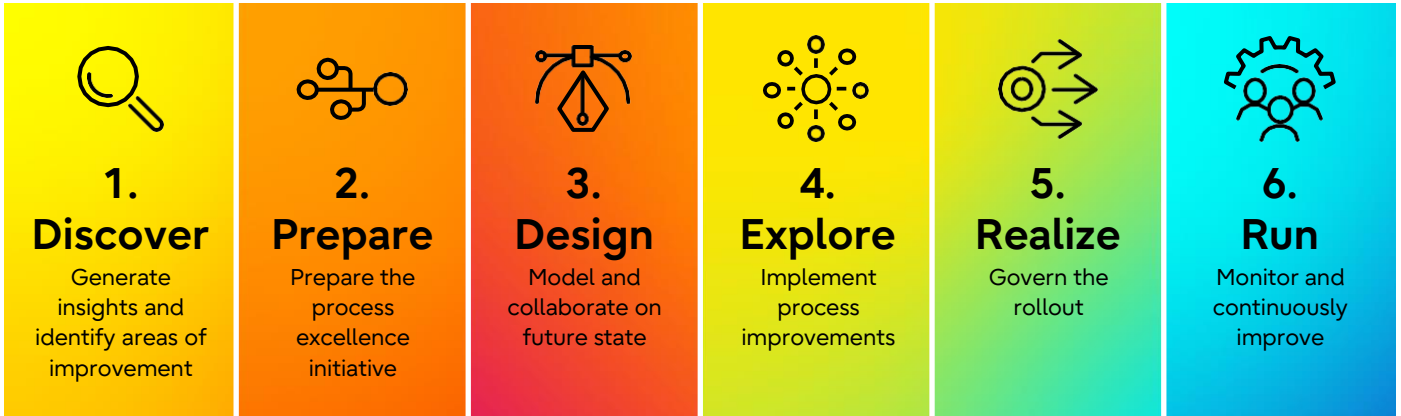 1.
Discover
Generate
insights and
identify areas of
improvement
2.
Prepare
Prepare the
process
excellence
initiative
3.
Design
Model and
collaborate on
future state
4.
Explore
Implement
process
improvements
5.
Realize
Govern the
rollout
6.
Run
Monitor and
continuously
improve